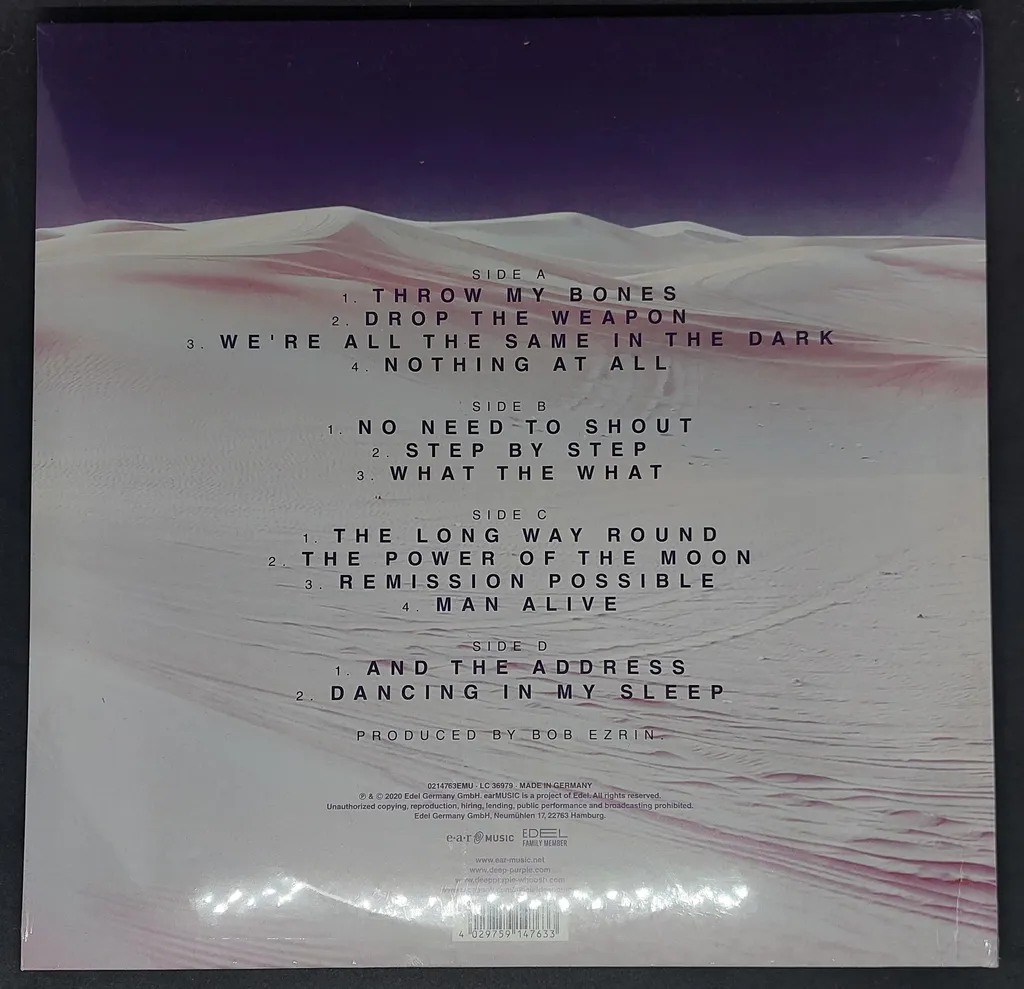 SIDE A
1. THROW MY BONES
2. DROP THE WEAPON
3. WE'RE ALL THE SAME IN THE DARK
4. NOTHING AT ALL
SIDE B
1. NO NEED TO SHOUT
2. STEP BY STEP
3. WHAT THE WHAT
SIDE C
1. THE LONG WAY ROUND
2. THE POWER OF THE MOON
3. REMISSION POSSIBLE
4. MAN ALIVE
SIDE D
1. AND THE ADDRESS
2. DANCING IN MY SLEEP
PRODUCED BY BOB EZRIN.
0214763EMU · LC 36979 · MADE IN GERMANY
℗ & © 2020 Edel Germany GmbH. earMUSIC is a project of Edel. All rights reserved.
Unauthorized copying, reproduction, hiring, lending, public performance and broadcasting prohibited.
Edel Germany GmbH, Neumühlen 17, 22763 Hamburg.
e·a·r MUSIC EDEL
FAMILY MEMBER
www.ear-music.net
www.deep-purple.com
www.deeppurple-whoosh.com
4 029759 147633